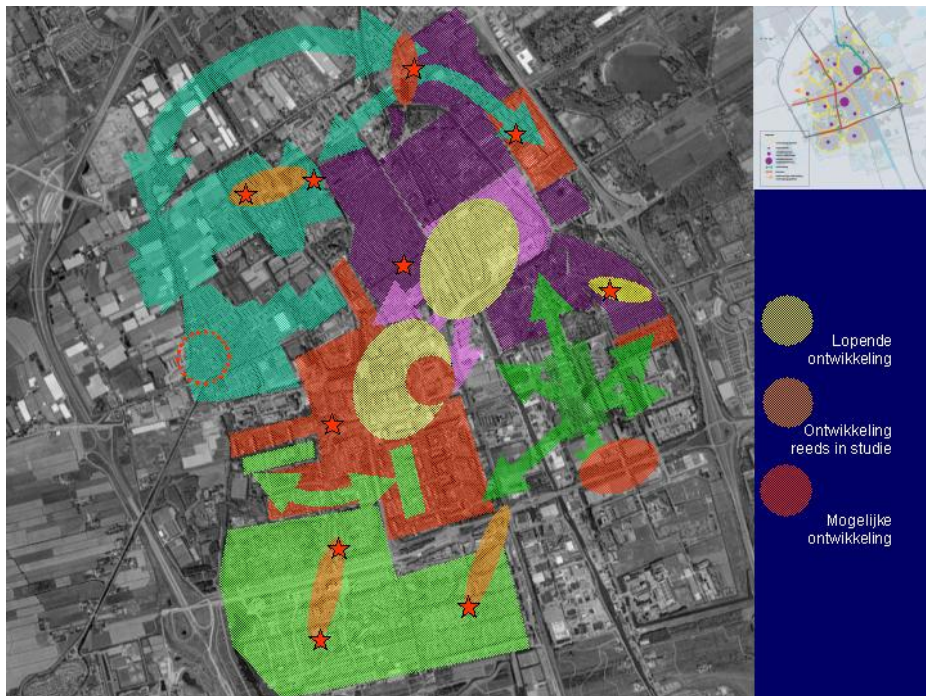 Lopende
ontwikkeling
Ontwikkeling
reeds in studie
Mogelijke
ontwikkeling